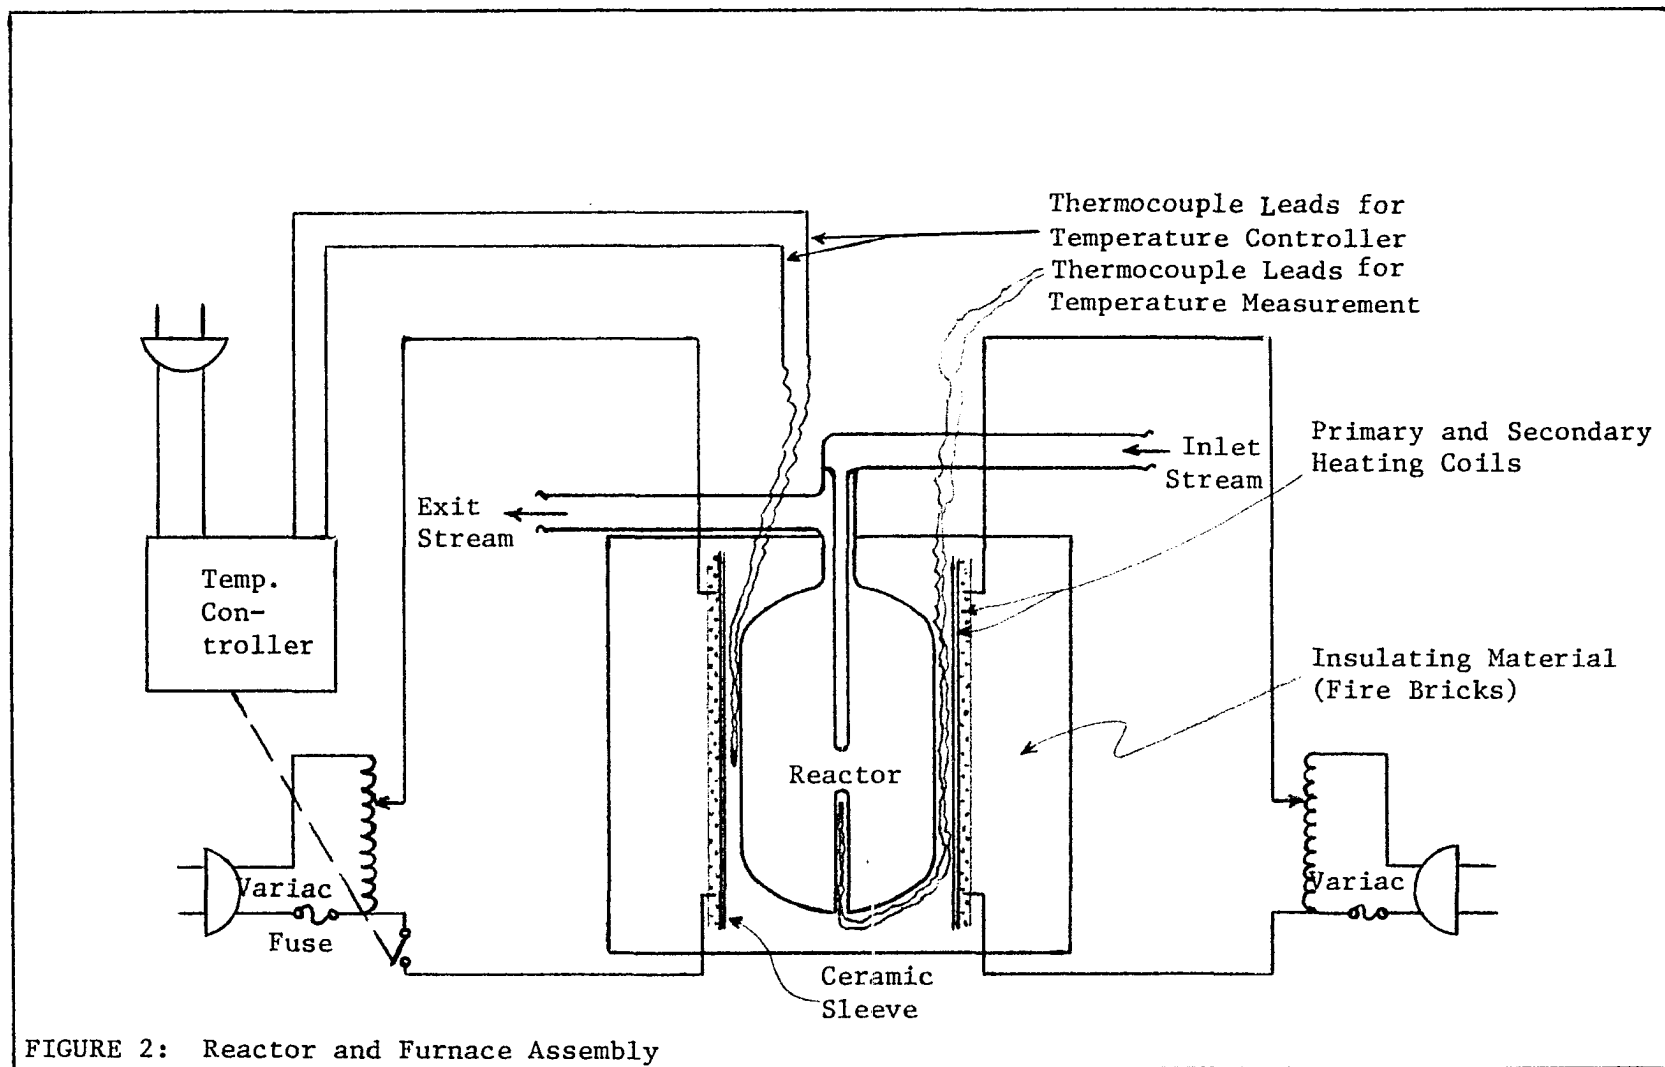 Thermocouple Leads for
Temperature Controller
Thermocouple Leads for
Temperature Measurement
Primary and Secondary
Heating Coils
Inlet
Stream
Exit
Stream
Temp.
Con-
troller
Insulating Material
(Fire Bricks)
Reactor
Variac
Fuse
Variac
Ceramic
Sleeve
FIGURE 2: Reactor and Furnace Assembly